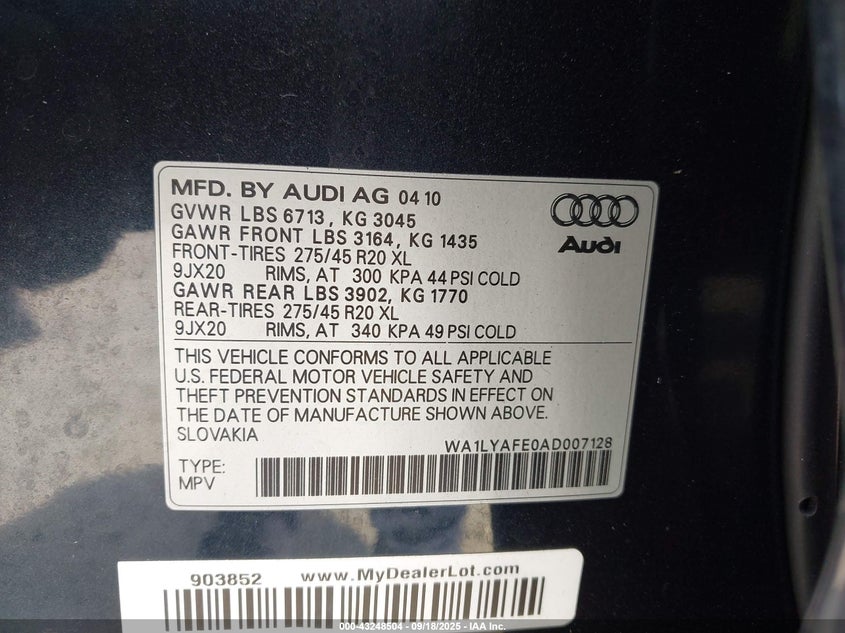 MFD. BY AUDI AG 04 10
GVWR LBS 6713, KG 3045
GAWR FRONT LBS 3164, KG 1435
FRONT-TIRES 275/45 R20 XL
9JX20 RIMS, AT 300 KPA 44 PSI COLD
GAWR REAR LBS 3902, KG 1770
REAR-TIRES 275/45 R20 XL
9JX20 RIMS, AT 340 KPA 49 PSI COLD
Audi
THIS VEHICLE CONFORMS TO ALL APPLICABLE
U.S. FEDERAL MOTOR VEHICLE SAFETY AND
THEFT PREVENTION STANDARDS IN EFFECT ON
THE DATE OF MANUFACTURE SHOWN ABOVE.
SLOVAKIA
WA1LYAFE0AD007128
TYPE:
MPV
903852 www.MyDealerLot.com
000-43248504 - 09/18/2025 - IAA Inc.